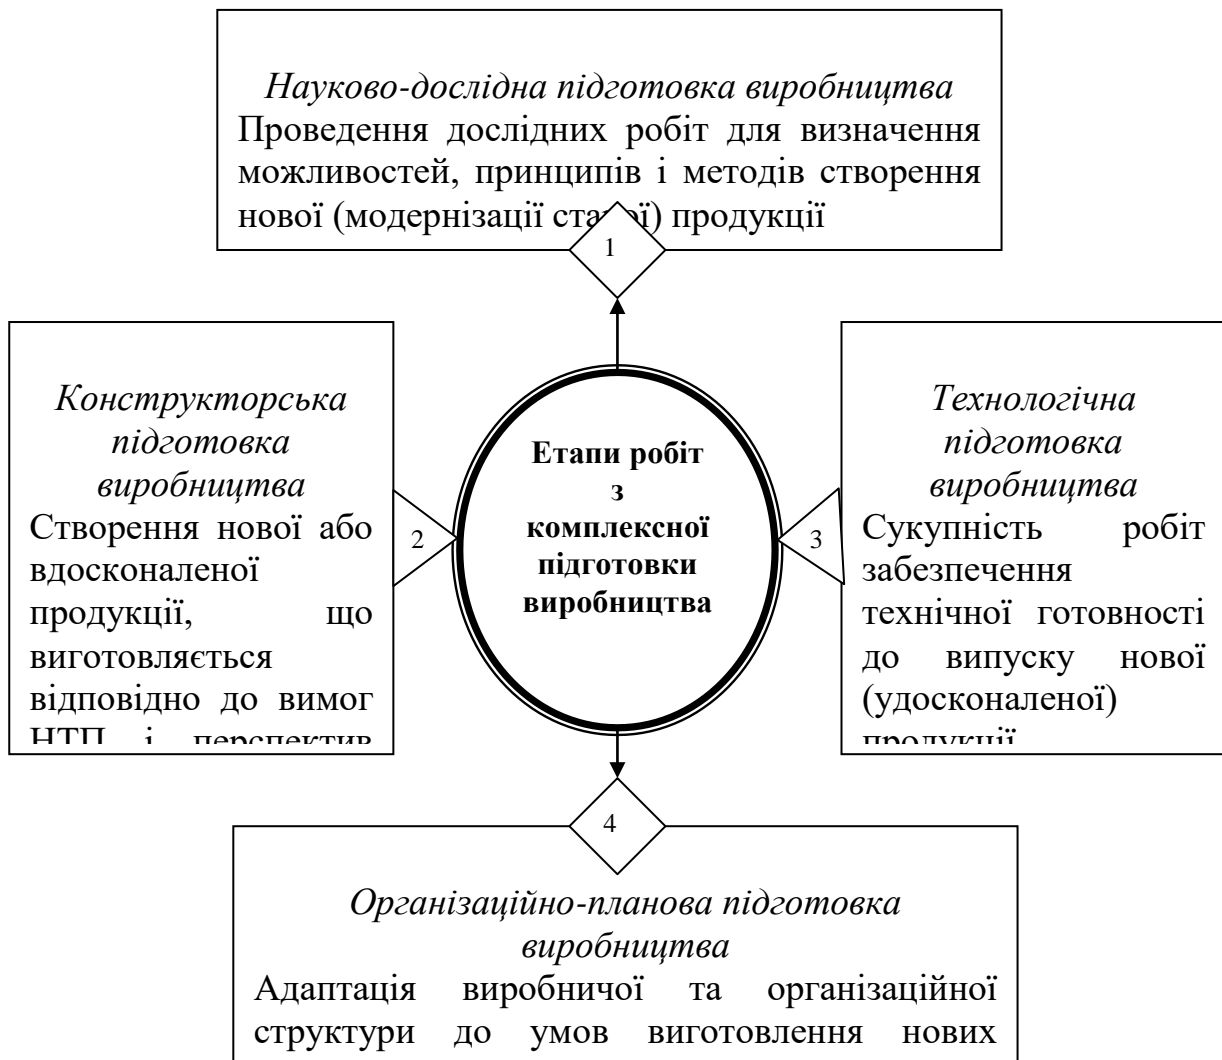 Науково-дослідна підготовка виробництва
Проведення дослідних робіт для визначення
можливостей, принципів і методів створення
нової (модернізації старої) продукції
1
Конструкторська
підготовка
виробництва
Створення нової або
вдосконаленої
продукції, що
виготовляється
відповідно до вимог
НТП і перспектив
2
Етапи робіт
з
комплексної
підготовки
виробництва
3
Технологічна
підготовка
виробництва
Сукупність робіт
забезпечення
технічної готовності
до випуску нової
(удосконаленої)
продукції
4
Організаційно-планова підготовка
виробництва
Адаптація виробничої та організаційної
структури до умов виготовлення нових